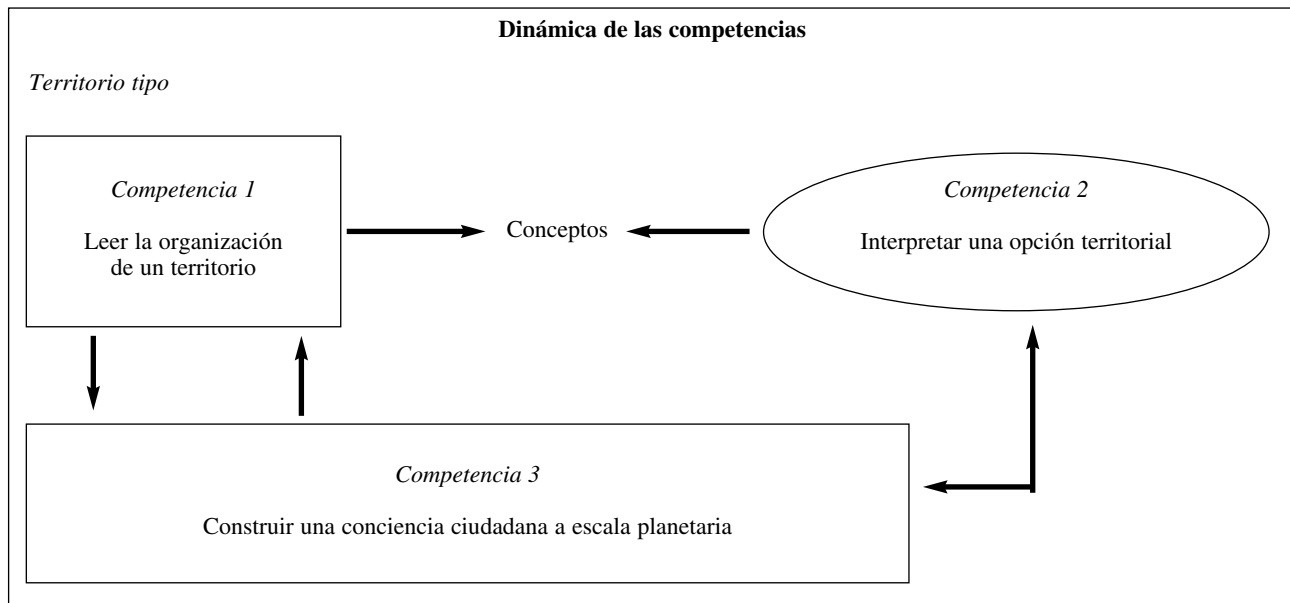 Dinámica de las competencias
Territorio tipo
Competencia 1
Leer la organización
de un territorio
Conceptos
Competencia 2
Interpretar una opción territorial
Competencia 3
Construir una conciencia ciudadana a escala planetaria